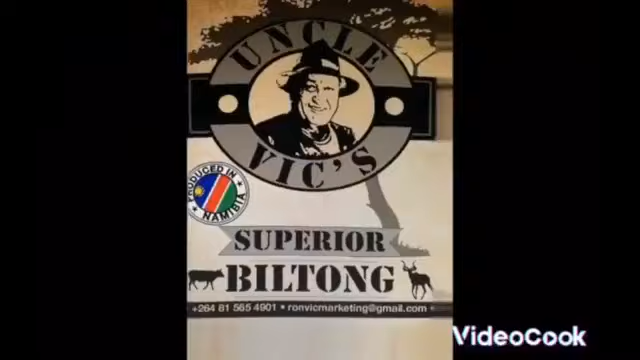 UNCLE
VIC'S
PRODUCED IN
NAMIBIA
SUPERIOR
BILTONG
+264 81 565 4901 • ronvicmarketing@gmail.com
VideoCook